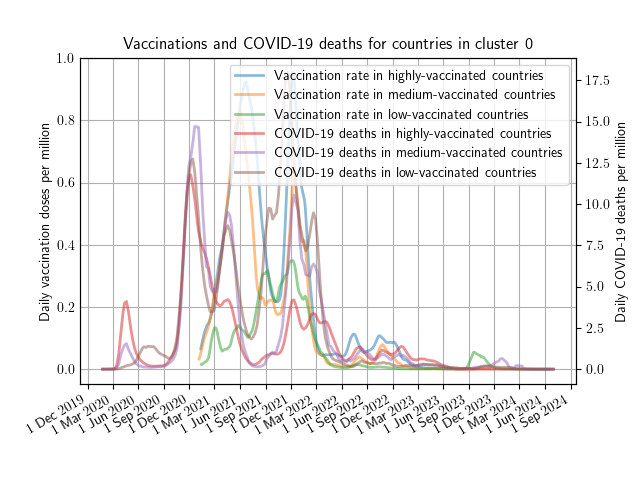 Vaccinations and COVID-19 deaths for countries in cluster 0
Vaccination rate in highly-vaccinated countries
Vaccination rate in medium-vaccinated countries
Vaccination rate in low-vaccinated countries
COVID-19 deaths in highly-vaccinated countries
COVID-19 deaths in medium-vaccinated countries
COVID-19 deaths in low-vaccinated countries
Daily vaccination doses per million
1.0
0.8
0.6
0.4
0.2
0.0
Daily COVID-19 deaths per million
17.5
15.0
12.5
10.0
7.5
5.0
2.5
0.0
1 Dec 2019
1 Mar 2020
1 Jun 2020
1 Sep 2020
1 Dec 2020
1 Mar 2021
1 Jun 2021
1 Sep 2021
1 Dec 2021
1 Mar 2022
1 Jun 2022
1 Sep 2022
1 Dec 2022
1 Mar 2023
1 Jun 2023
1 Sep 2023
1 Dec 2023
1 Mar 2024
1 Jun 2024
1 Sep 2024